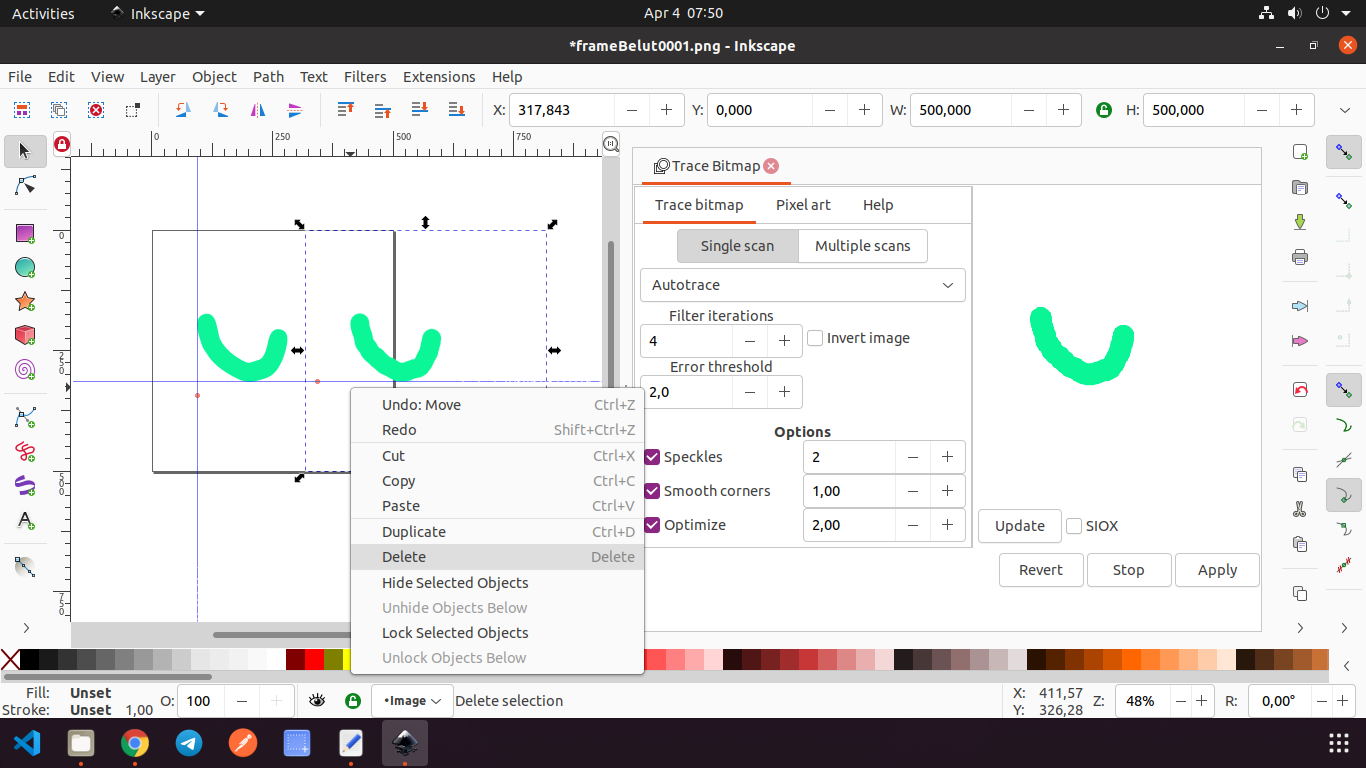 Activities Inkscape Apr 4 07:50
*frameBelut0001.png - Inkscape
File Edit View Layer Object Path Text Filters Extensions Help
X: 317,843 Y: 0,000 W: 500,000 H: 500,000
0 250 500 750
0
250
500
750
Trace Bitmap
Trace bitmap Pixel art Help
Single scan Multiple scans
Autotrace
Filter iterations
4 Invert image
Error threshold
2,0
Options
Speckles 2
Smooth corners 1,00
Optimize 2,00
Update SIOX
Revert Stop Apply
Undo: Move Ctrl+Z
Redo Shift+Ctrl+Z
Cut Ctrl+X
Copy Ctrl+C
Paste Ctrl+V
Duplicate Ctrl+D
Delete Delete
Hide Selected Objects
Unhide Objects Below
Lock Selected Objects
Unlock Objects Below
Fill: Unset O: 100 •Image Delete selection X: 411,57 Z: 48% R: 0,00°
Stroke: Unset 1,00 Y: 326,28